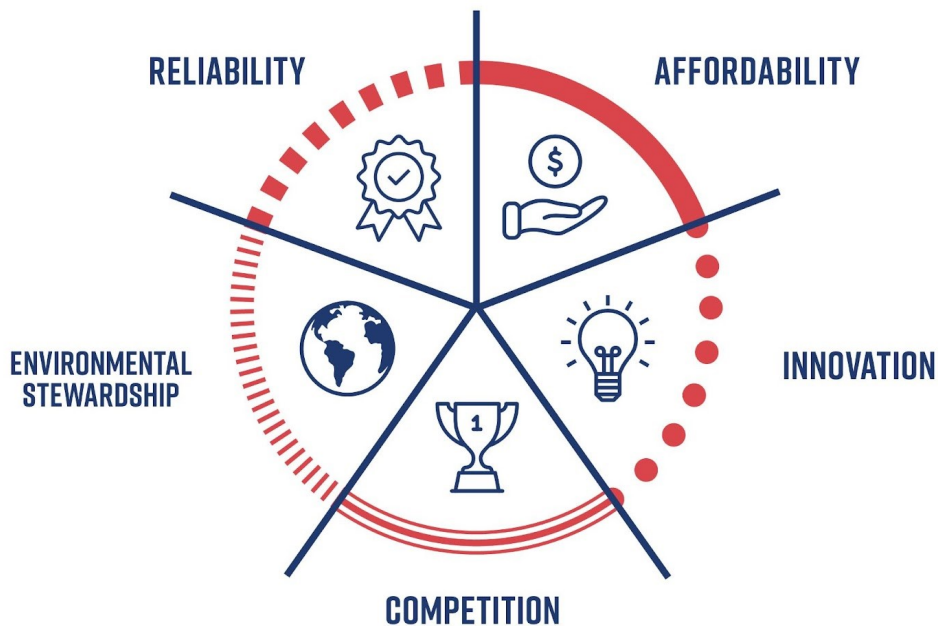 RELIABILITY
AFFORDABILITY
$
ENVIRONMENTAL
STEWARDSHIP
INNOVATION
1
COMPETITION